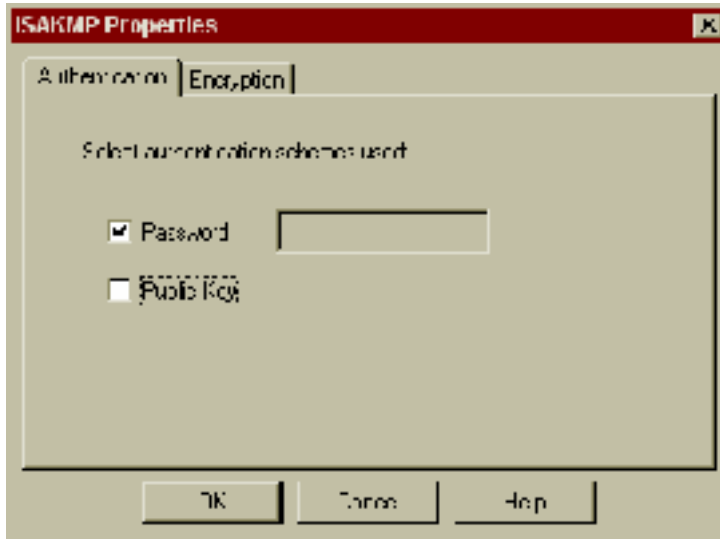 ISAKMP Properties
Authentication Encryption
Select authentication schemes used
Password
Public Key
OK Cancel Help